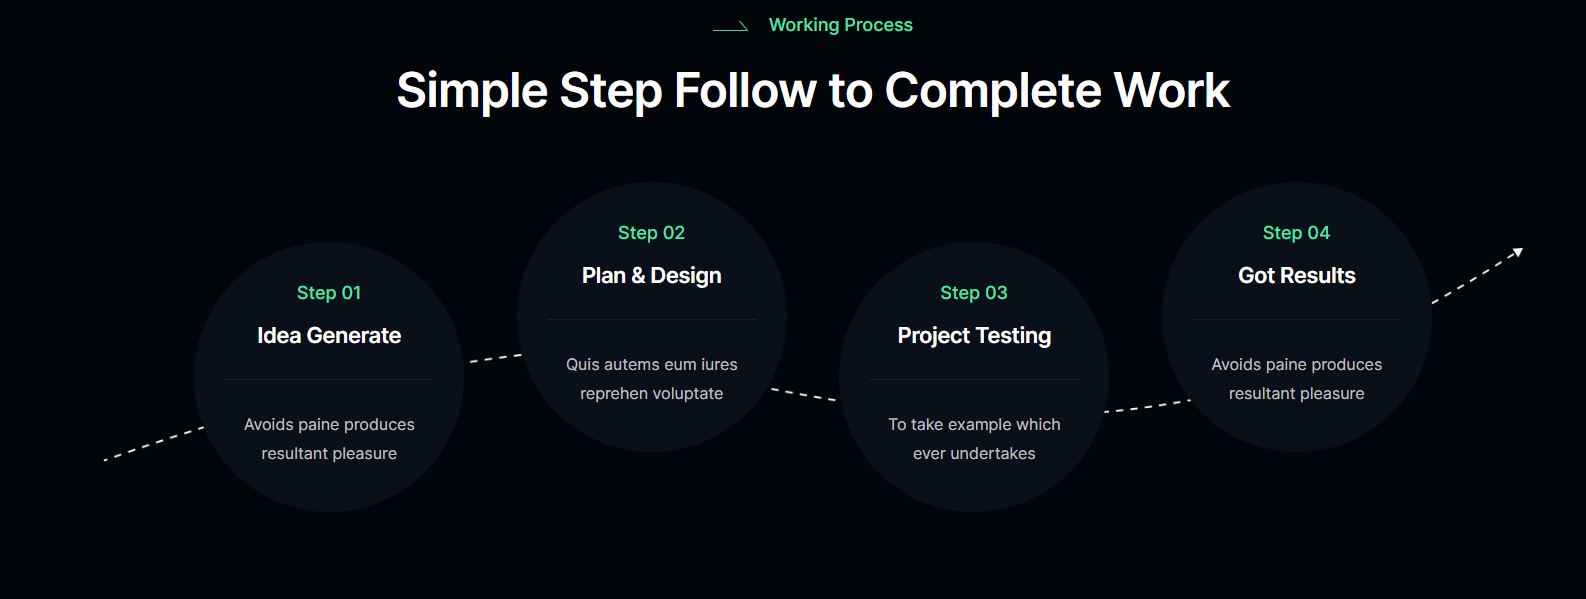 Working Process
Simple Step Follow to Complete Work
Step 01
Idea Generate
Avoids paine produces
resultant pleasure
Step 02
Plan & Design
Quis autems eum iures
reprehen voluptate
Step 03
Project Testing
To take example which
ever undertakes
Step 04
Got Results
Avoids paine produces
resultant pleasure